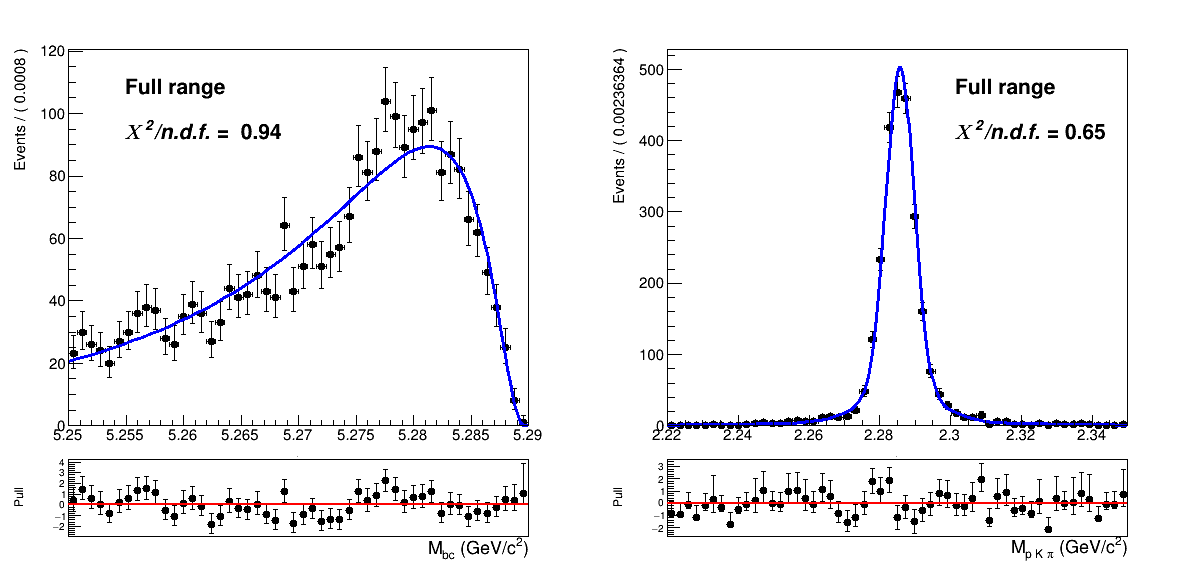 Events / ( 0.0008 )
120
100
80
60
40
20
0
Full range
Χ²/n.d.f. = 0.94
5.25 5.255 5.26 5.265 5.27 5.275 5.28 5.285 5.29
Pull
4
3
2
1
0
−1
−2
M_bc (GeV/c²)
Events / ( 0.00236364 )
500
400
300
200
100
0
Full range
Χ²/n.d.f. = 0.65
2.22 2.24 2.26 2.28 2.3 2.32 2.34
Pull
3
2
1
0
−1
−2
M_p K π (GeV/c²)